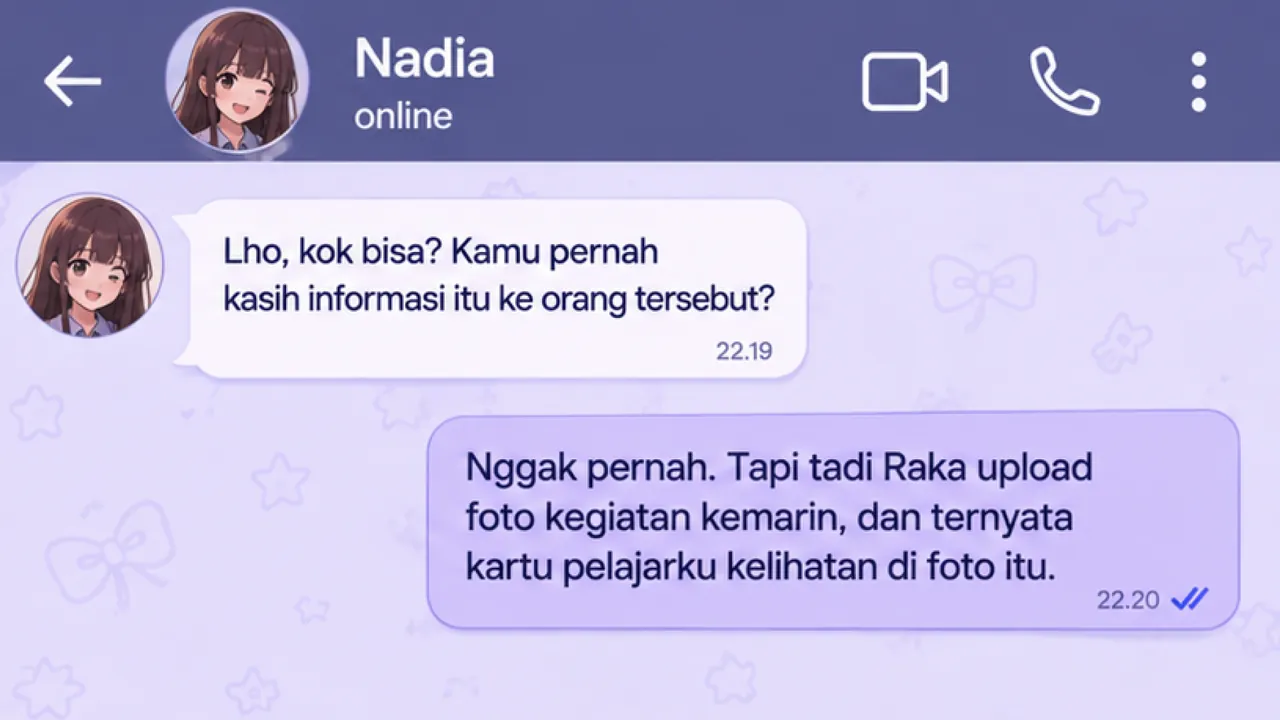 Nadia
online
Lho, kok bisa? Kamu pernah
kasih informasi itu ke orang tersebut?
22.19
Nggak pernah. Tapi tadi Raka upload
foto kegiatan kemarin, dan ternyata
kartu pelajarku kelihatan di foto itu.
22.20